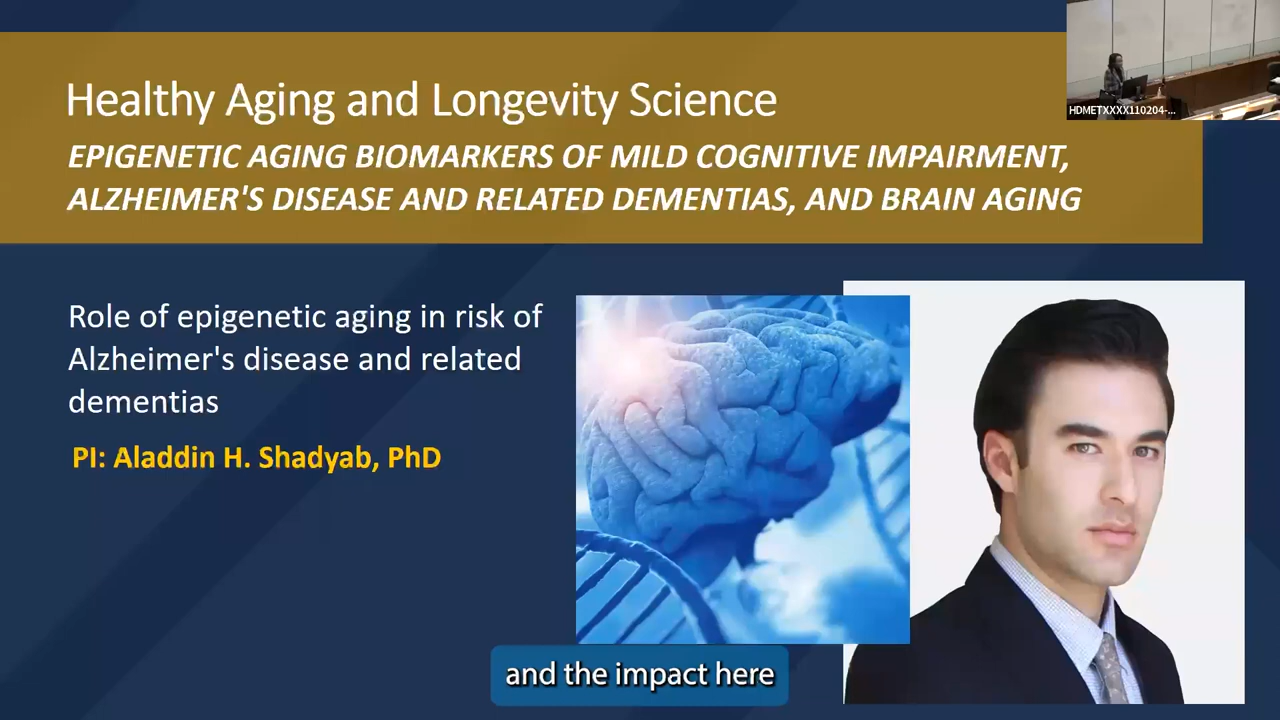 Healthy Aging and Longevity Science
EPIGENETIC AGING BIOMARKERS OF MILD COGNITIVE IMPAIRMENT,
ALZHEIMER'S DISEASE AND RELATED DEMENTIAS, AND BRAIN AGING
HDMETXXXX110204-...
Role of epigenetic aging in risk of
Alzheimer's disease and related
dementias
PI: Aladdin H. Shadyab, PhD
and the impact here